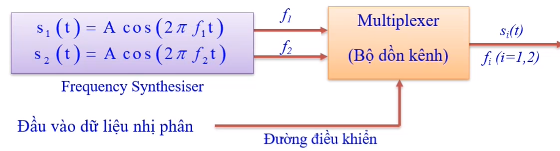 s₁(t) = A cos(2π f₁t)
s₂(t) = A cos(2π f₂t)
Frequency Synthesiser
f₁
f₂
Multiplexer
(Bộ dồn kênh)
sᵢ(t)
fᵢ (i=1,2)
Đầu vào dữ liệu nhị phân
Đường điều khiển